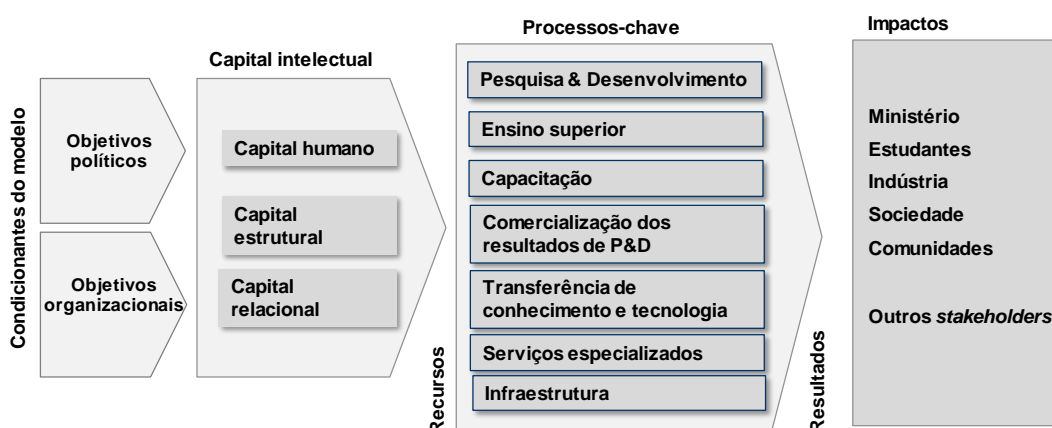 Condicionantes do modelo
Objetivos
políticos
Objetivos
organizacionais
Capital intelectual
Capital humano
Capital
estrutural
Capital
relacional
Recursos
Processos-chave
Pesquisa & Desenvolvimento
Ensino superior
Capacitação
Comercialização dos
resultados de P&D
Transferência de
conhecimento e tecnologia
Serviços especializados
Infraestrutura
Resultados
Impactos
Ministério
Estudantes
Indústria
Sociedade
Comunidades
Outros stakeholders